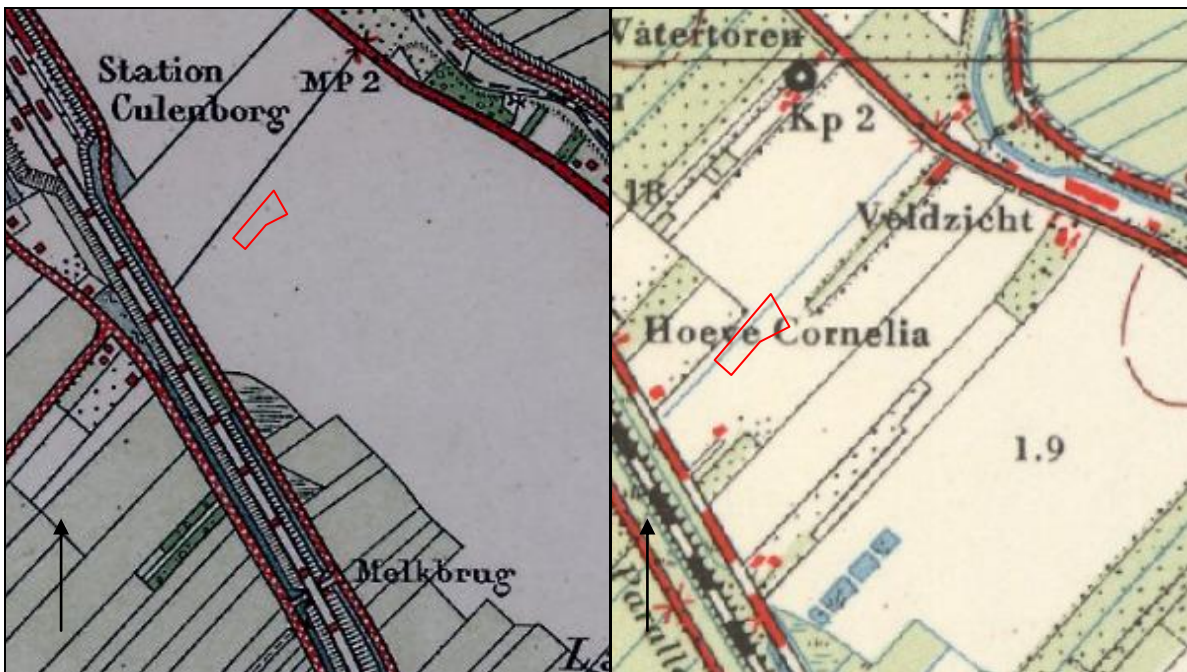 Station
Culenborg
MP 2
Melkbrug
Watertoren
Kp 2
Veldzicht
Hoeve Cornelia
1.9